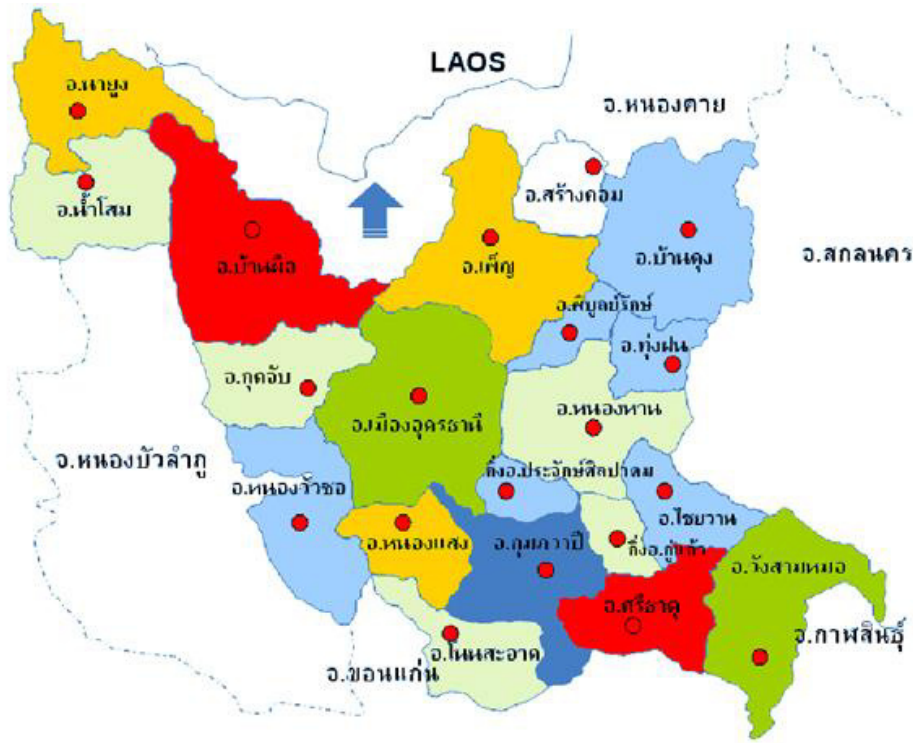 LAOS
อ.นายูง
จ.หนองคาย
อ.สร้างคอม
อ.น้ำโสม
อ.บ้านผือ
อ.เพ็ญ
อ.บ้านดุง
จ.สกลนคร
อ.พิบูลย์รักษ์
อ.ทุ่งฝน
อ.กุดจับ
อ.หนองหาน
อ.เมืองอุดรธานี
จ.หนองบัวลำภู
กิ่งอ.ประจักษ์ศิลปาคม
อ.หนองวัวซอ
อ.ไชยวาน
อ.หนองแสง
อ.กุมภวาปี
กิ่งอ.กู่แก้ว
อ.วังสามหมอ
อ.ศรีธาตุ
จ.กาฬสินธุ์
อ.โนนสะอาด
จ.ขอนแก่น